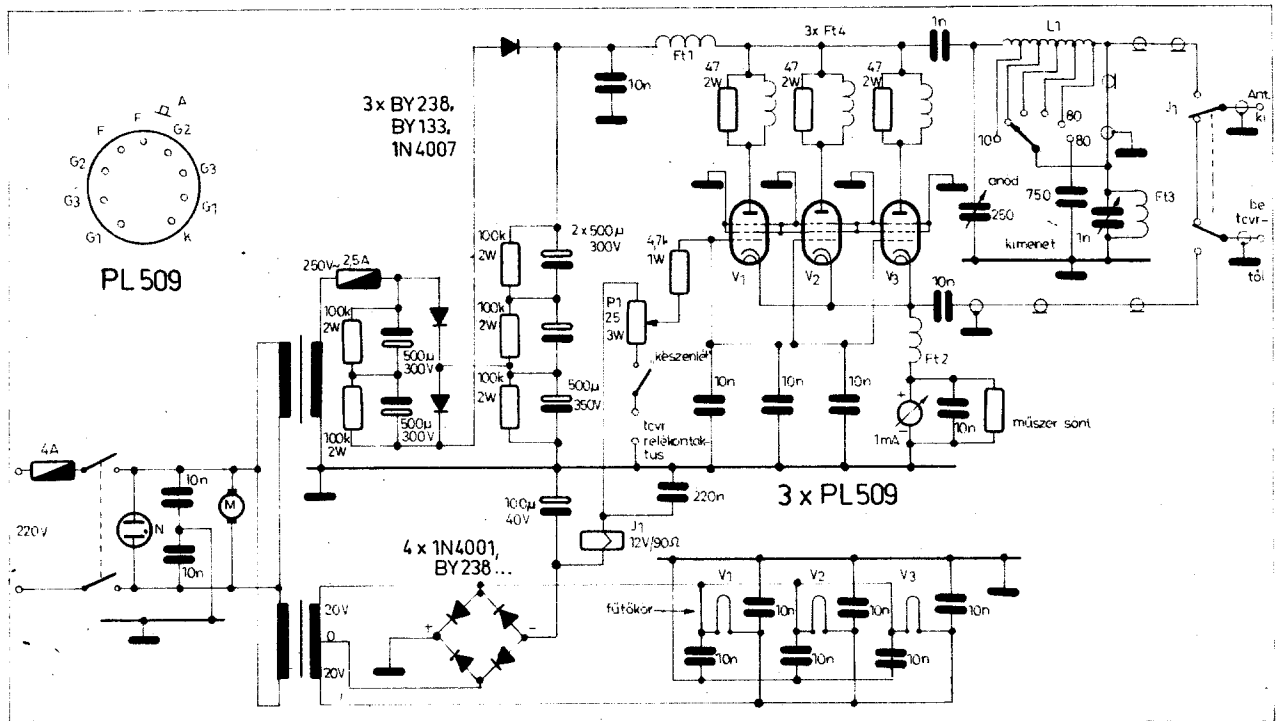 A
F
F
G2
G2
G3
G3
G1
G1
K
PL 509
3 x BY238,
BY133,
1N4007
10n
Ft1
3x Ft4
47
2W
47
2W
47
2W
1n
L1
10
80
80
J1
Ant.
ki
be
tcvr-
től
anód
250
750
kimenet
1n
Ft3
250V~
2,5A
100k
2W
100k
2W
500µ
300V
500µ
300V
100k
2W
100k
2W
100k
2W
2 x 500µ
300V
500µ
350V
4,7k
1W
P1
25
3W
"készenlét"
tcvr
relékontak-
tus
V1
V2
V3
10n
10n
10n
10n
Ft2
+
1mA
-
10n
műszer sönt
3 x PL509
4A
220V
N
10n
10n
M
100µ
40V
220n
J1
12V/90Ω
4 x 1N4001,
BY238...
20V
0
20V
+
-
fűtőkör
V1
V2
V3
10n
10n
10n
10n
10n
10n